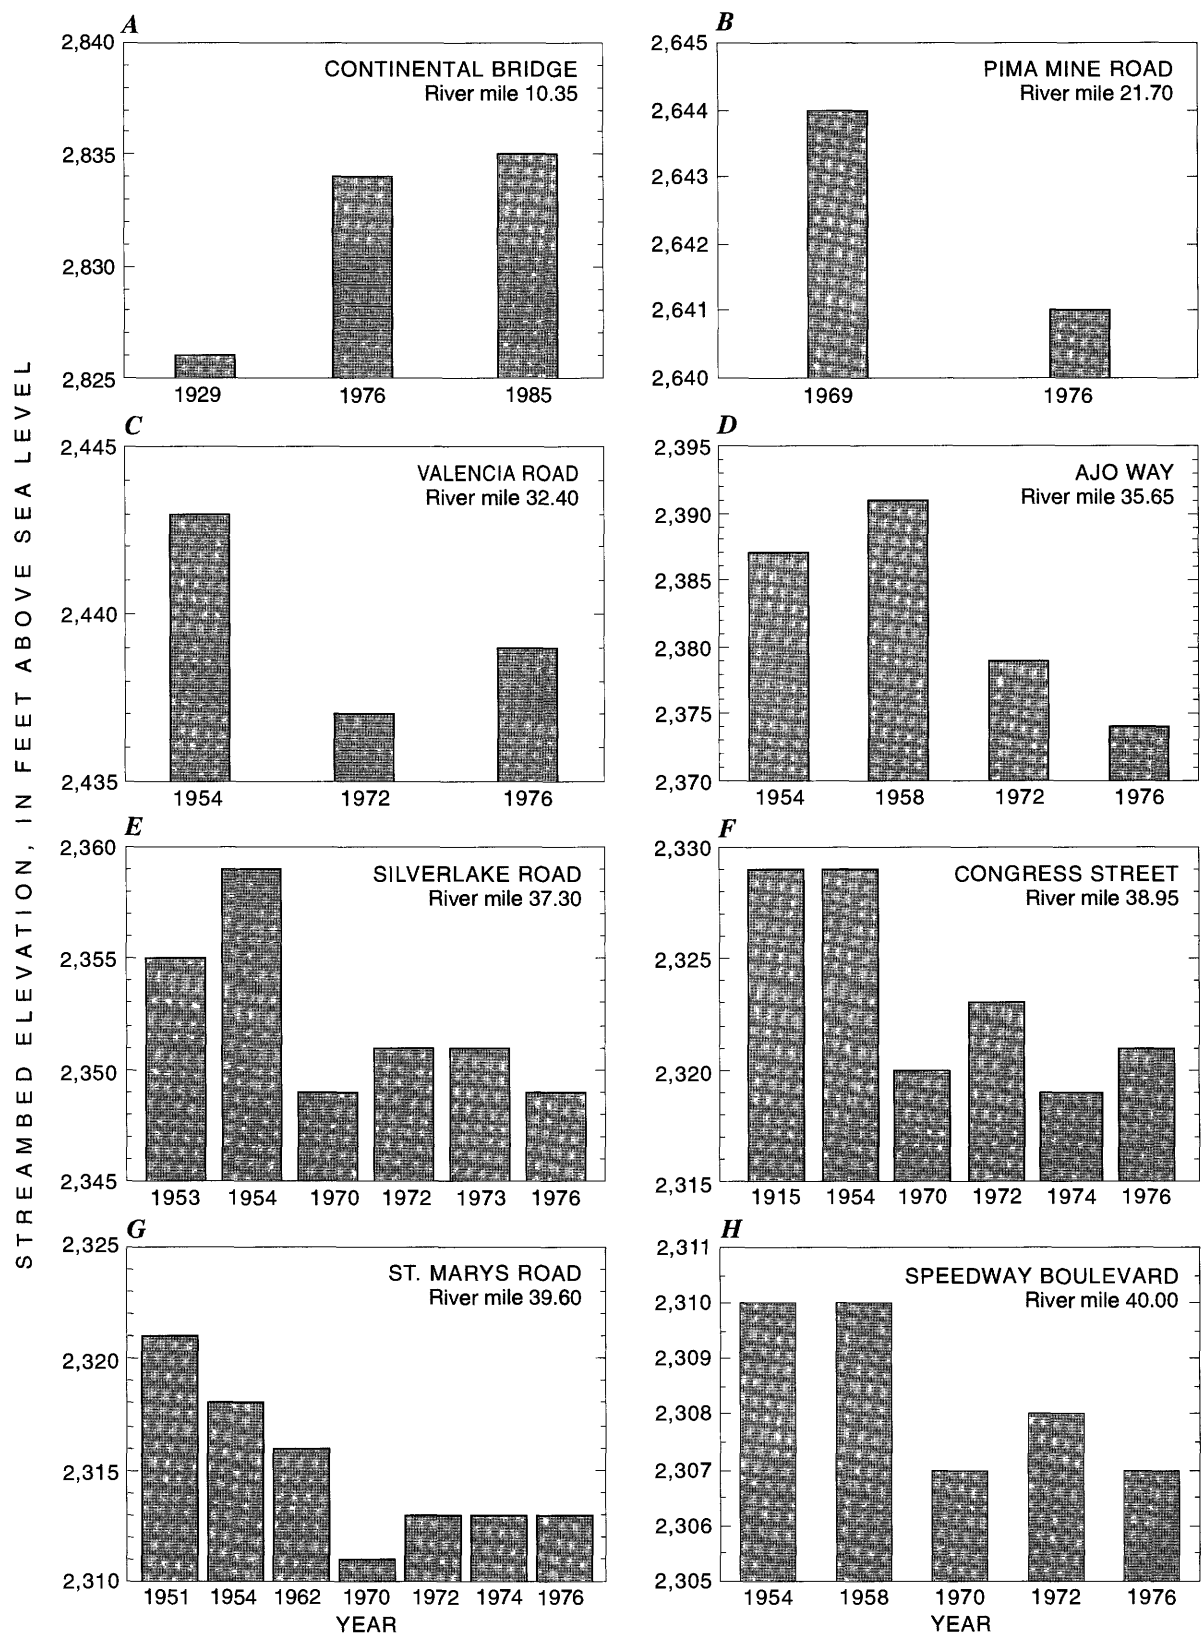 STREAMBED ELEVATION, IN FEET ABOVE SEA LEVEL
A
CONTINENTAL BRIDGE
River mile 10.35
2,840
2,835
2,830
2,825
1929 1976 1985
B
PIMA MINE ROAD
River mile 21.70
2,645
2,644
2,643
2,642
2,641
2,640
1969 1976
C
VALENCIA ROAD
River mile 32.40
2,445
2,440
2,435
1954 1972 1976
D
AJO WAY
River mile 35.65
2,395
2,390
2,385
2,380
2,375
2,370
1954 1958 1972 1976
E
SILVERLAKE ROAD
River mile 37.30
2,360
2,355
2,350
2,345
1953 1954 1970 1972 1973 1976
F
CONGRESS STREET
River mile 38.95
2,330
2,325
2,320
2,315
1915 1954 1970 1972 1974 1976
G
ST. MARYS ROAD
River mile 39.60
2,325
2,320
2,315
2,310
1951 1954 1962 1970 1972 1974 1976
YEAR
H
SPEEDWAY BOULEVARD
River mile 40.00
2,311
2,310
2,309
2,308
2,307
2,306
2,305
1954 1958 1970 1972 1976
YEAR